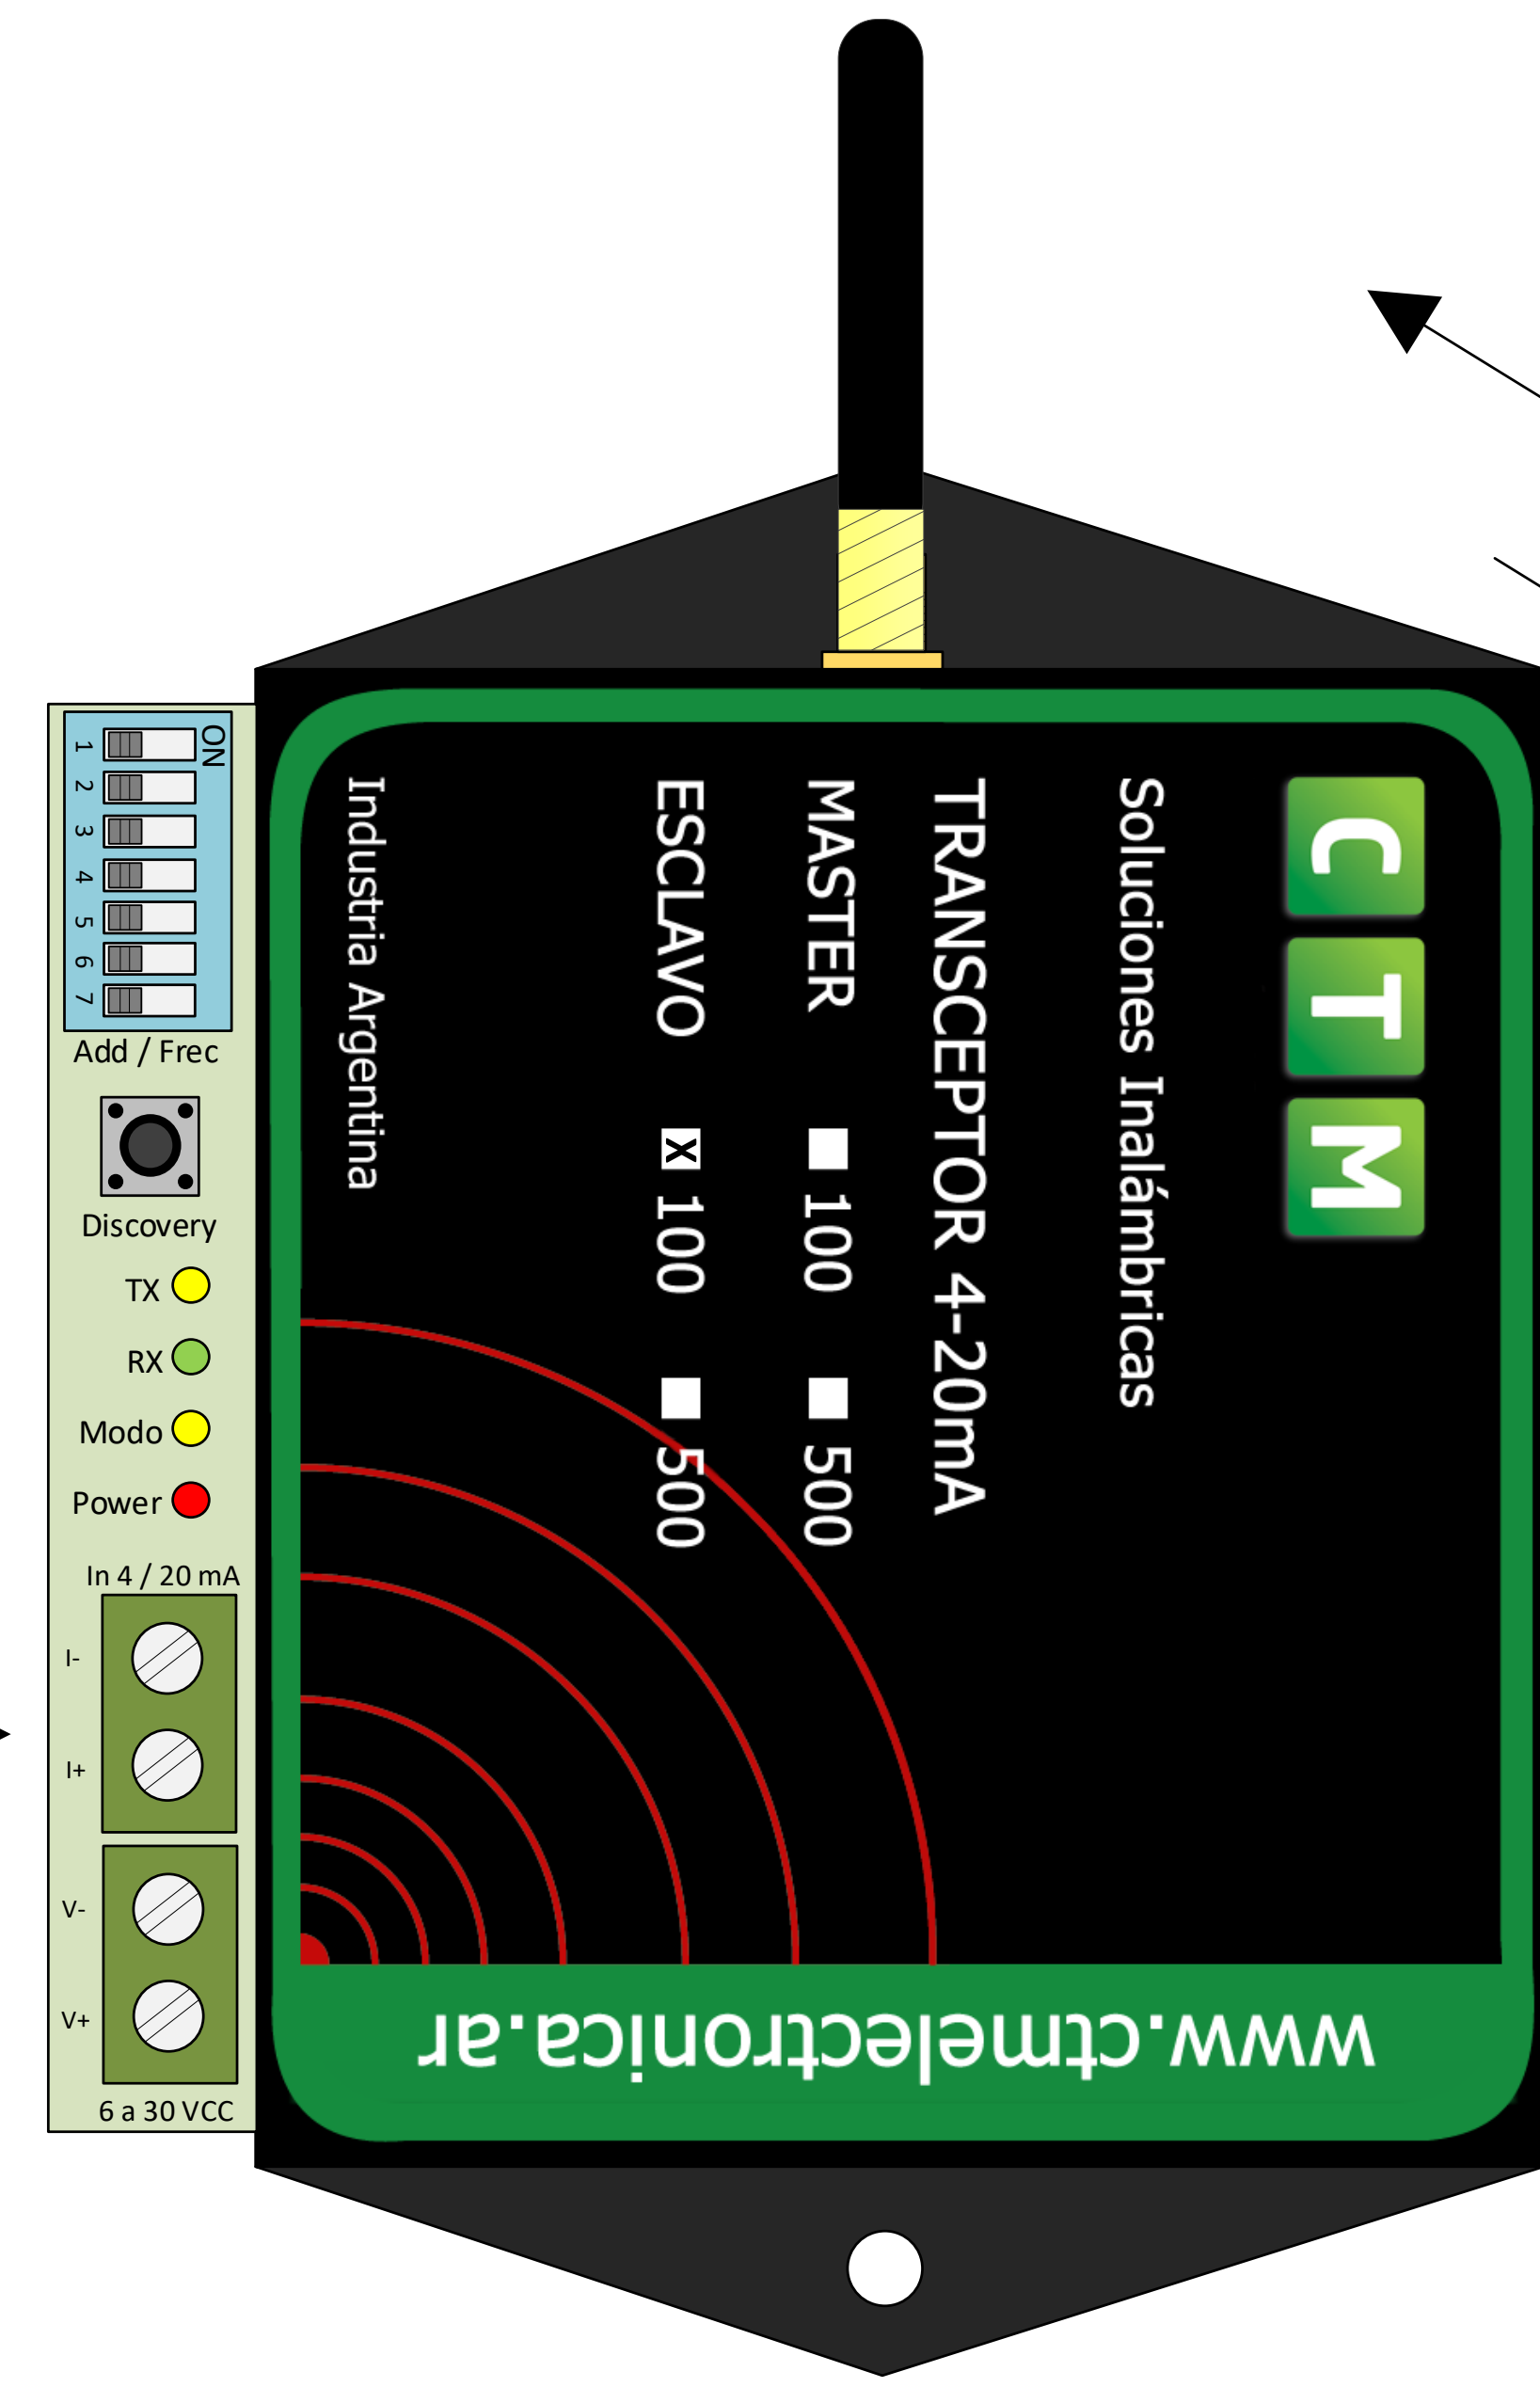 ON
1
2
3
4
5
6
7
Add / Frec
Discovery
TX
RX
Modo
Power
In 4 / 20 mA
I-
I+
V-
V+
6 a 30 VCC
CTM
Soluciones Inalámbricas
TRANSCEPTOR 4-20mA
MASTER 100 500
ESCLAVO x 100 500
Industria Argentina
www.ctmelectronica.ar